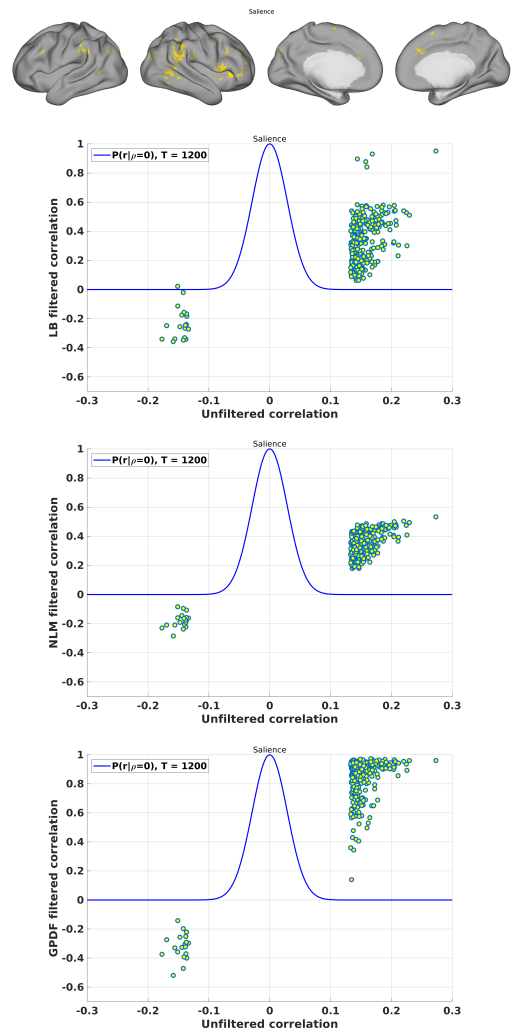 Salience
Salience
P(r|ρ=0), T = 1200
1
0.8
0.6
0.4
0.2
0
-0.2
-0.4
-0.6
LB filtered correlation
-0.3 -0.2 -0.1 0 0.1 0.2 0.3
Unfiltered correlation
Salience
P(r|ρ=0), T = 1200
1
0.8
0.6
0.4
0.2
0
-0.2
-0.4
-0.6
NLM filtered correlation
-0.3 -0.2 -0.1 0 0.1 0.2 0.3
Unfiltered correlation
Salience
P(r|ρ=0), T = 1200
1
0.8
0.6
0.4
0.2
0
-0.2
-0.4
-0.6
GPDF filtered correlation
-0.3 -0.2 -0.1 0 0.1 0.2 0.3
Unfiltered correlation